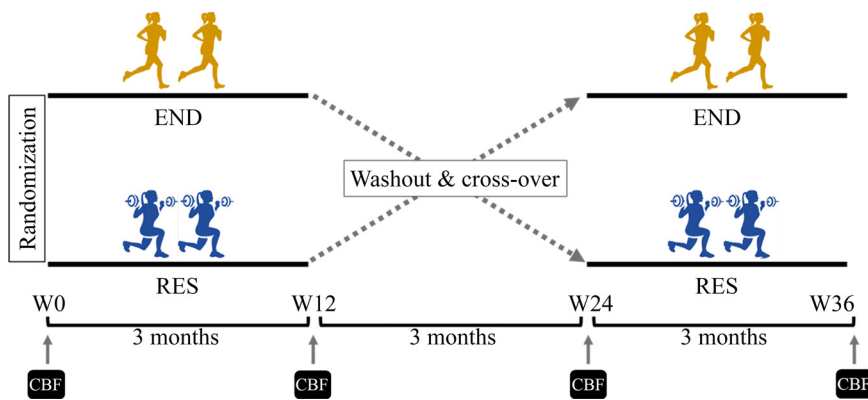 Randomization
END
END
Washout & cross-over
RES
RES
W0
W12
W24
W36
3 months
3 months
3 months
CBF
CBF
CBF
CBF